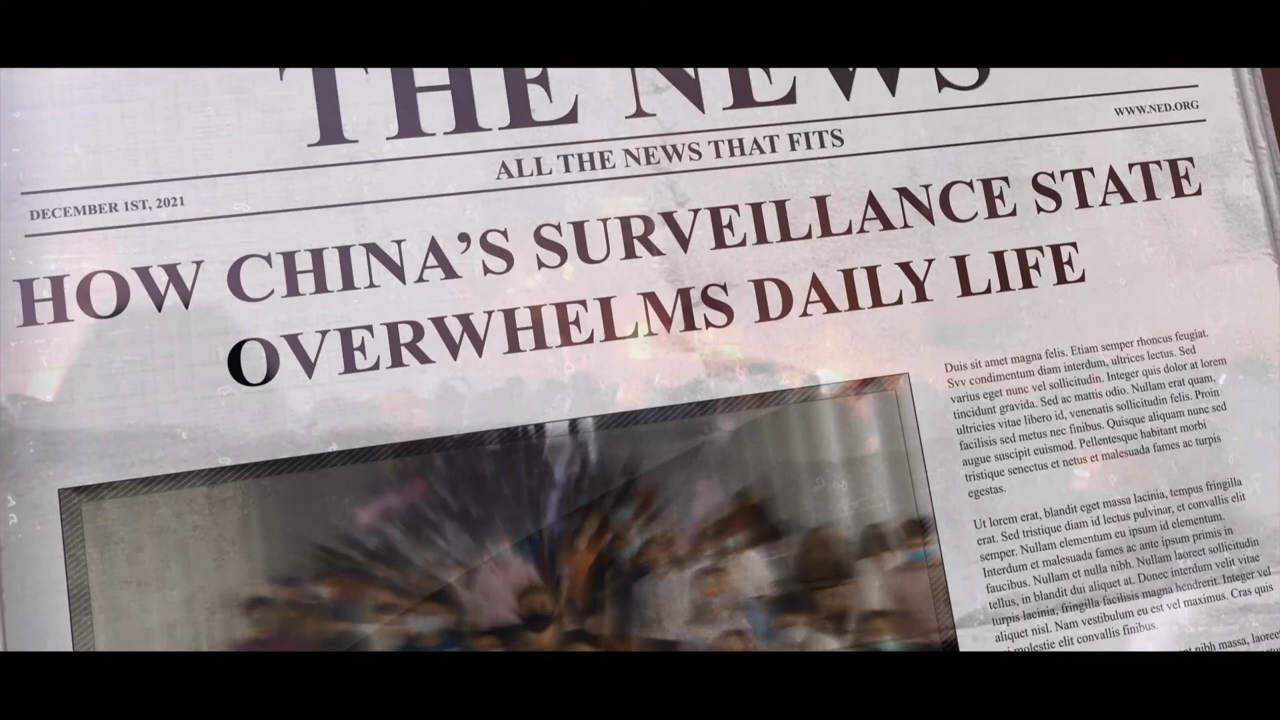 THE NEWS
WWW.NED.ORG
ALL THE NEWS THAT FITS
DECEMBER 1ST, 2021
HOW CHINA'S SURVEILLANCE STATE
OVERWHELMS DAILY LIFE
Duis sit amet magna felis. Etiam semper rhoncus feugiat.
Svv condimentum diam interdum, ultrices lectus. Sed
varius eget nunc vel sollicitudin. Integer quis dolor at lorem
tincidunt gravida. Sed ac mattis odio. Nullam erat quam,
ultricies vitae libero id, venenatis sollicitudin felis. Proin
facilisis sed metus nec finibus. Quisque aliquam nunc sed
augue suscipit euismod. Pellentesque habitant morbi
tristique senectus et netus et malesuada fames ac turpis
egestas.
Ut lorem erat, blandit eget massa lacinia, tempus fringilla
erat. Sed tristique diam id lectus pulvinar, et convallis elit
semper. Nullam elementum eu ipsum id elementum.
Interdum et malesuada fames ac ante ipsum primis in
faucibus. Nullam et nulla nibh. Nullam laoreet sollicitudin
tellus, in blandit dui aliquet at. Donec interdum velit vitae
turpis lacinia, fringilla facilisis magna hendrerit. Integer vel
aliquet nisl. Nam vestibulum eu est vel maximus. Cras quis
molestie elit convallis finibus.
nibh massa, laoreet